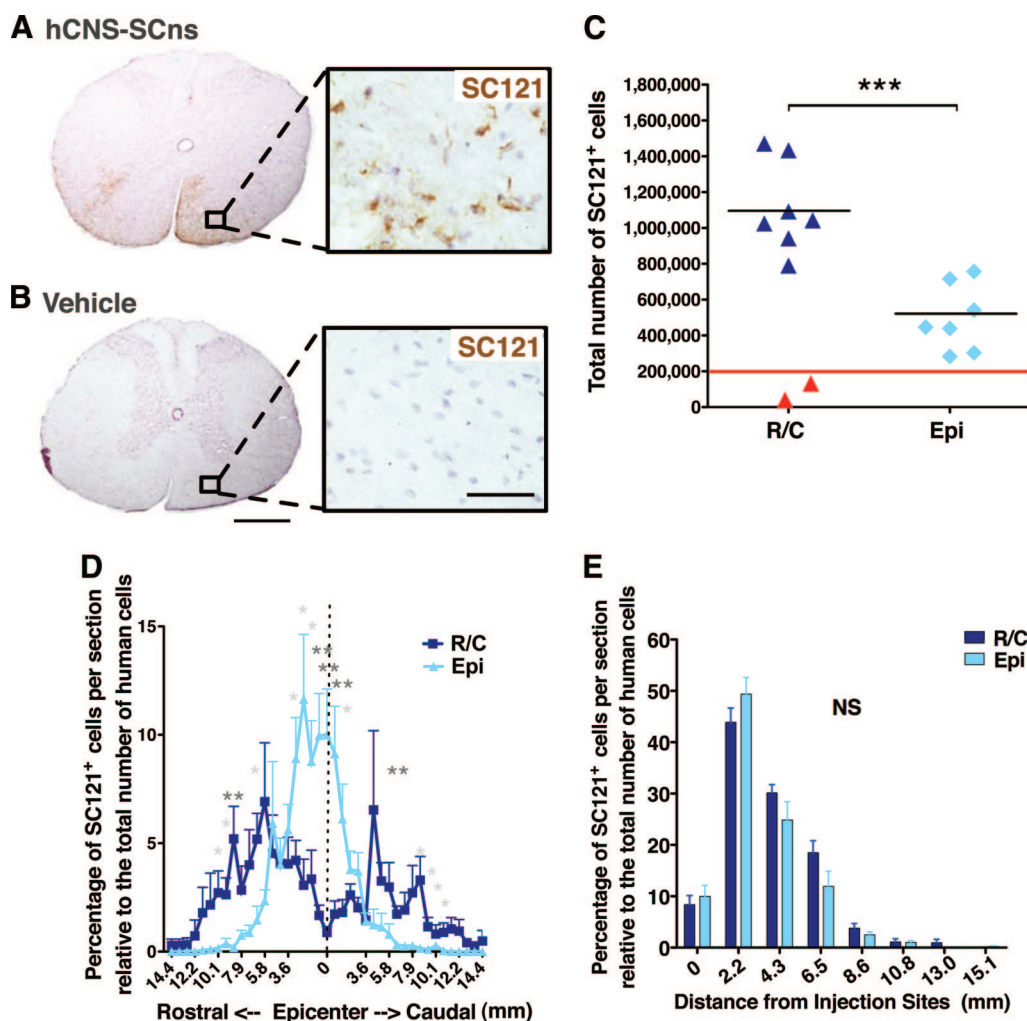 A hCNS-SCns
SC121
B Vehicle
SC121
C
Total number of SC121+ cells
1,800,000
1,600,000
1,400,000
1,200,000
1,000,000
800,000
600,000
400,000
200,000
0
***
R/C Epi
D
Percentage of SC121+ cells per section
relative to the total number of human cells
15
10
5
0
R/C
Epi
* * ** ** ** * * * ** * * ** * * * *
14.4 12.2 10.1 7.9 5.8 3.6 0 3.6 5.8 7.9 10.1 12.2 14.4
Rostral <-- Epicenter --> Caudal (mm)
E
Percentage of SC121+ cells per section
relative to the total number of human cells
60
50
40
30
20
10
0
R/C
Epi
NS
0 2.2 4.3 6.5 8.6 10.8 13.0 15.1
Distance from Injection Sites (mm)